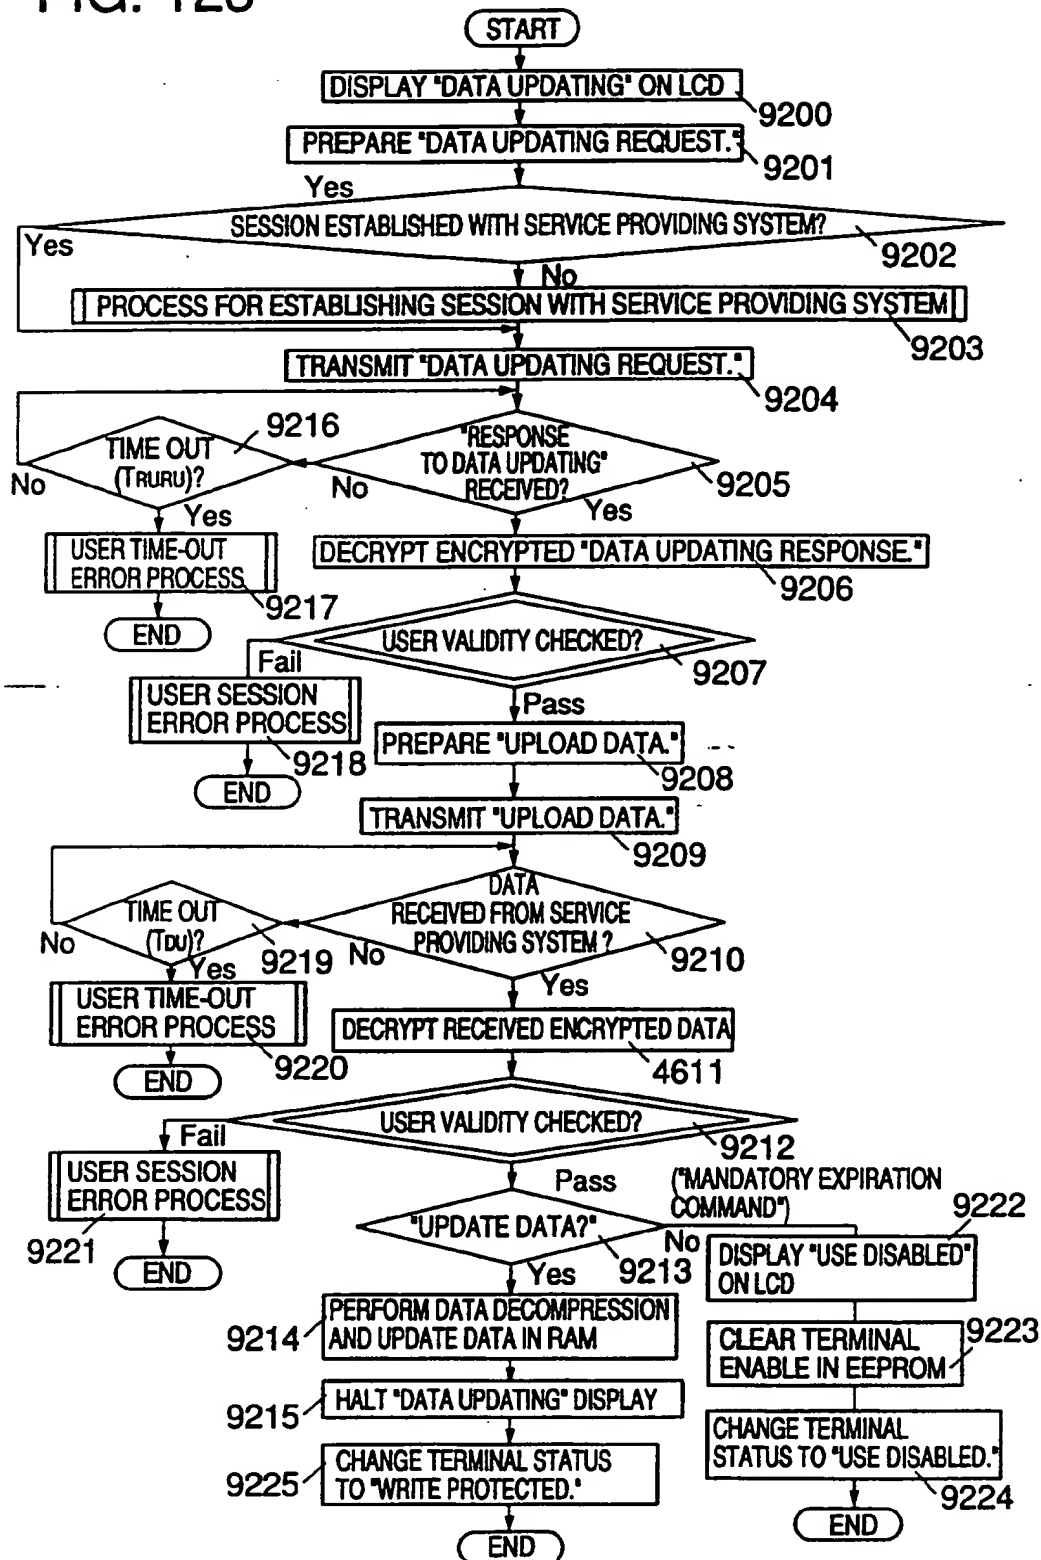 START
DISPLAY "DATA UPDATING" ON LCD
9200
PREPARE "DATA UPDATING REQUEST."
9201
Yes
SESSION ESTABLISHED WITH SERVICE PROVIDING SYSTEM?
Yes
9202
No
PROCESS FOR ESTABLISHING SESSION WITH SERVICE PROVIDING SYSTEM
9203
TRANSMIT "DATA UPDATING REQUEST."
9204
9216
TIME OUT
(TRURU)?
No
Yes
"RESPONSE
TO DATA UPDATING"
RECEIVED?
9205
No
Yes
USER TIME-OUT
ERROR PROCESS
9217
END
DECRYPT ENCRYPTED "DATA UPDATING RESPONSE."
9206
USER VALIDITY CHECKED?
9207
Fail
Pass
USER SESSION
ERROR PROCESS
9218
END
PREPARE "UPLOAD DATA."
9208
TRANSMIT "UPLOAD DATA."
9209
DATA
RECEIVED FROM SERVICE
PROVIDING SYSTEM ?
9210
No
Yes
TIME OUT
(TDU)?
9219
No
Yes
USER TIME-OUT
ERROR PROCESS
9220
END
DECRYPT RECEIVED ENCRYPTED DATA
4611
USER VALIDITY CHECKED?
9212
Fail
Pass
USER SESSION
ERROR PROCESS
9221
END
"UPDATE DATA?"
9213
("MANDATORY EXPIRATION
COMMAND")
No
Yes
9222
DISPLAY "USE DISABLED"
ON LCD
9214
PERFORM DATA DECOMPRESSION
AND UPDATE DATA IN RAM
CLEAR TERMINAL
ENABLE IN EEPROM
9223
9215
HALT "DATA UPDATING" DISPLAY
CHANGE TERMINAL
STATUS TO "USE DISABLED."
9224
END
9225
CHANGE TERMINAL STATUS
TO "WRITE PROTECTED."
END